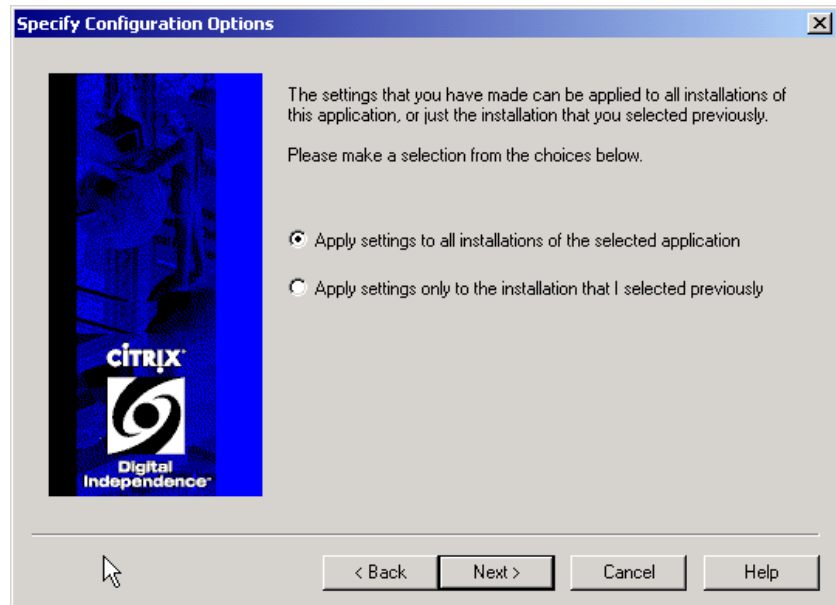 Specify Configuration Options
The settings that you have made can be applied to all installations of
this application, or just the installation that you selected previously.
Please make a selection from the choices below.
Apply settings to all installations of the selected application
Apply settings only to the installation that I selected previously
CİTRIX
Digital
Independence
< Back
Next >
Cancel
Help